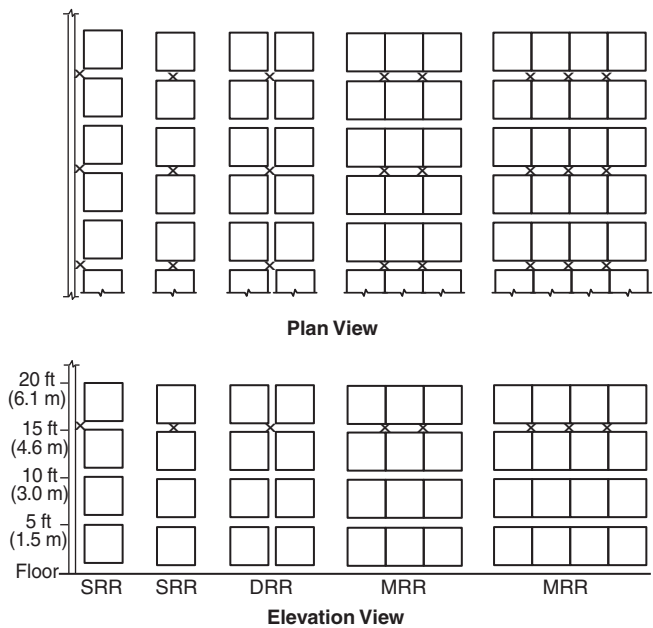 Plan View
20 ft
(6.1 m)
15 ft
(4.6 m)
10 ft
(3.0 m)
5 ft
(1.5 m)
Floor
SRR SRR DRR MRR MRR
Elevation View